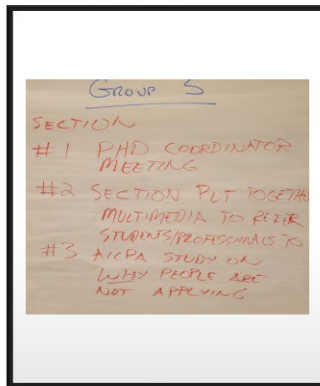 GROUP 5
SECTION
#1 PHD COORDINATOR
MEETING
#2 SECTION PUT TOGETHE
MULTIMEDIA TO REFER
STUDENTS/PROFESSIONALS TO
#3 AICPA STUDY ON
WHY PEOPLE ARE
NOT APPLYING